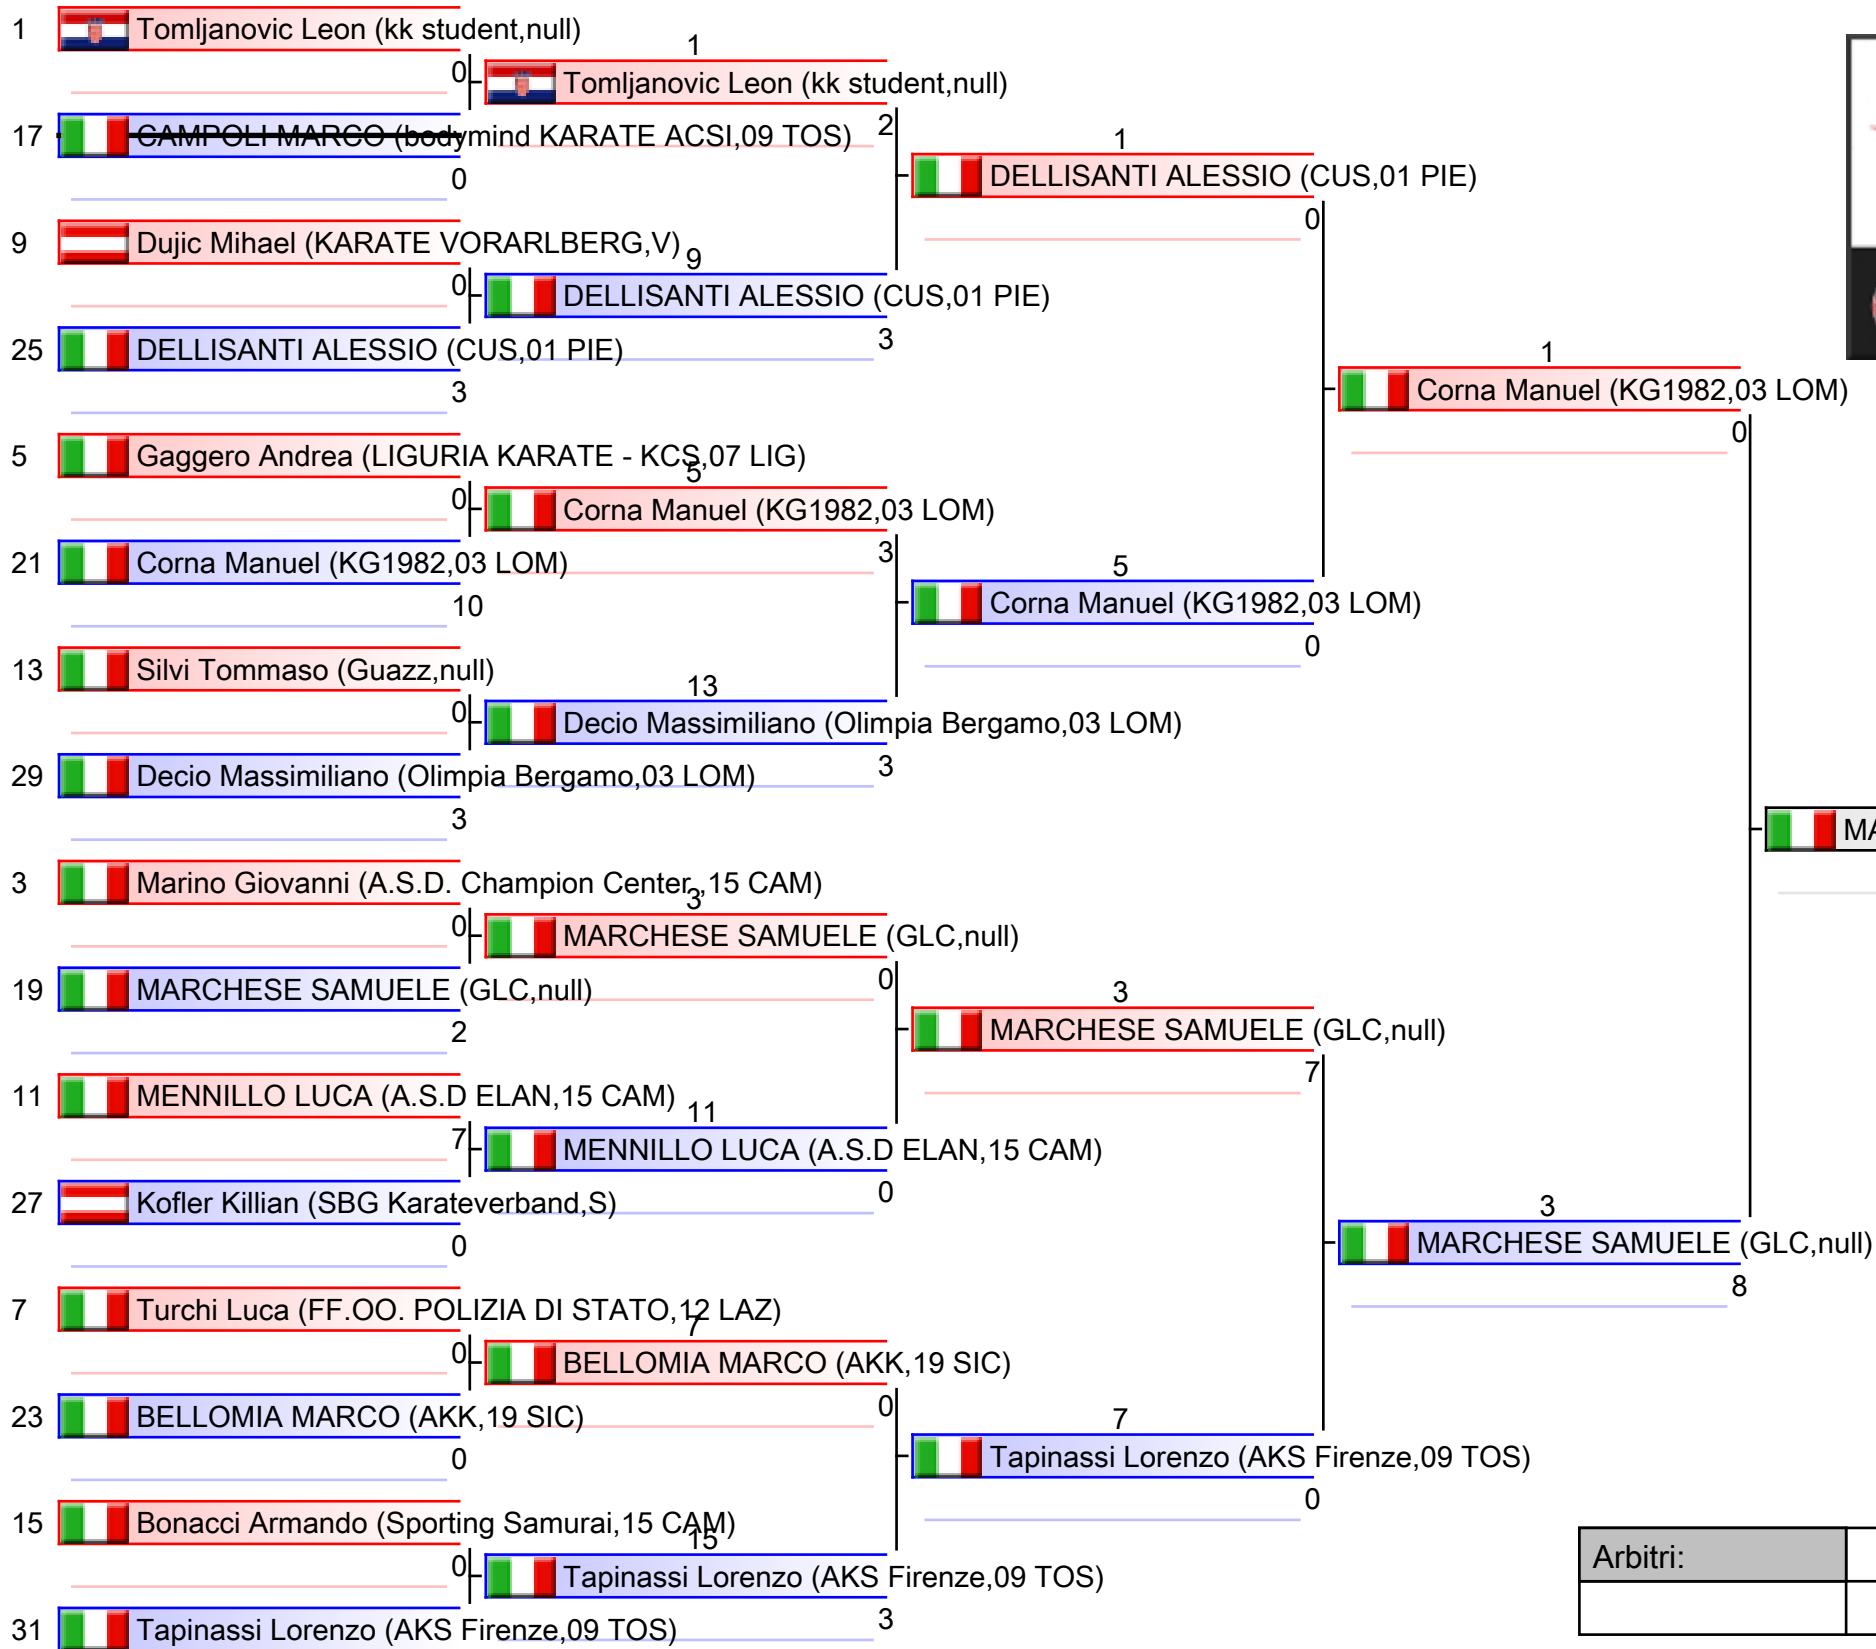 1 Tomljanovic Leon (kk student,null)
0
17 CAMPOLI MARCO (bodymind KARATE ACSI,09 TOS)
0
9 Dujic Mihael (KARATE VORARLBERG,V)
0
25 DELLISANTI ALESSIO (CUS,01 PIE)
3
5 Gaggero Andrea (LIGURIA KARATE - KCS,07 LIG)
0
21 Corna Manuel (KG1982,03 LOM)
10
13 Silvi Tommaso (Guazz,null)
0
29 Decio Massimiliano (Olimpia Bergamo,03 LOM)
3
3 Marino Giovanni (A.S.D. Champion Center,,15 CAM)
0
19 MARCHESE SAMUELE (GLC,null)
2
11 MENNILLO LUCA (A.S.D ELAN,15 CAM)
7
27 Kofler Killian (SBG Karateverband,S)
0
7 Turchi Luca (FF.OO. POLIZIA DI STATO,12 LAZ)
0
23 BELLOMIA MARCO (AKK,19 SIC)
0
15 Bonacci Armando (Sporting Samurai,15 CAM)
0
31 Tapinassi Lorenzo (AKS Firenze,09 TOS)
1
Tomljanovic Leon (kk student,null)
2
9
DELLISANTI ALESSIO (CUS,01 PIE)
3
5
Corna Manuel (KG1982,03 LOM)
3
13
Decio Massimiliano (Olimpia Bergamo,03 LOM)
3
3
MARCHESE SAMUELE (GLC,null)
0
11
MENNILLO LUCA (A.S.D ELAN,15 CAM)
0
7
BELLOMIA MARCO (AKK,19 SIC)
0
15
Tapinassi Lorenzo (AKS Firenze,09 TOS)
3
1
DELLISANTI ALESSIO (CUS,01 PIE)
0
5
Corna Manuel (KG1982,03 LOM)
0
3
MARCHESE SAMUELE (GLC,null)
7
7
Tapinassi Lorenzo (AKS Firenze,09 TOS)
0
1
Corna Manuel (KG1982,03 LOM)
0
3
MARCHESE SAMUELE (GLC,null)
8
Arbitri: